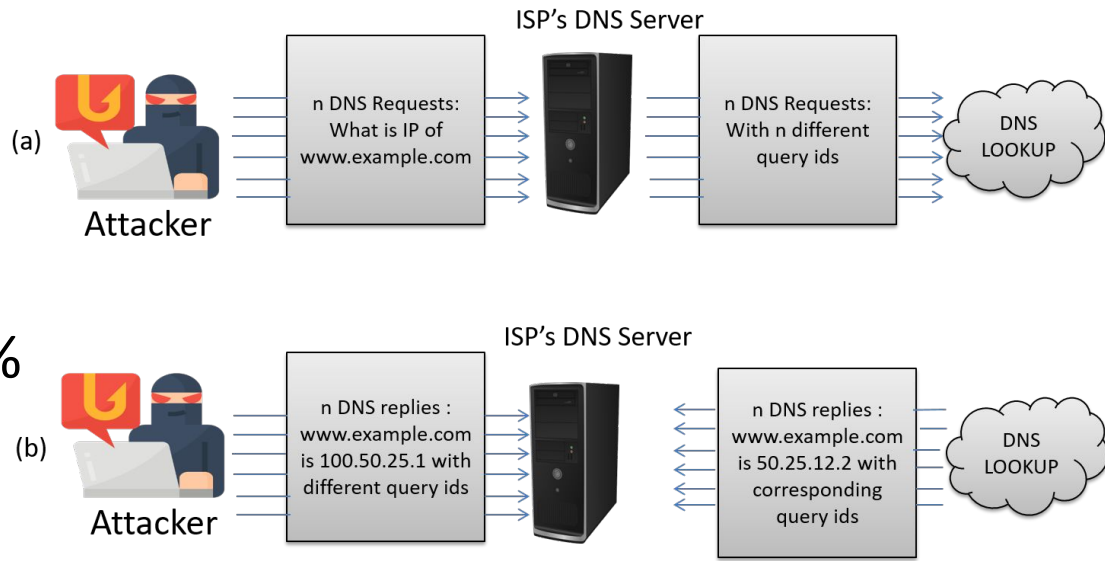 ISP's DNS Server
(a)
Attacker
n DNS Requests:
What is IP of
www.example.com
n DNS Requests:
With n different
query ids
DNS
LOOKUP
%
ISP's DNS Server
(b)
Attacker
n DNS replies :
www.example.com
is 100.50.25.1 with
different query ids
n DNS replies :
www.example.com
is 50.25.12.2 with
corresponding
query ids
DNS
LOOKUP